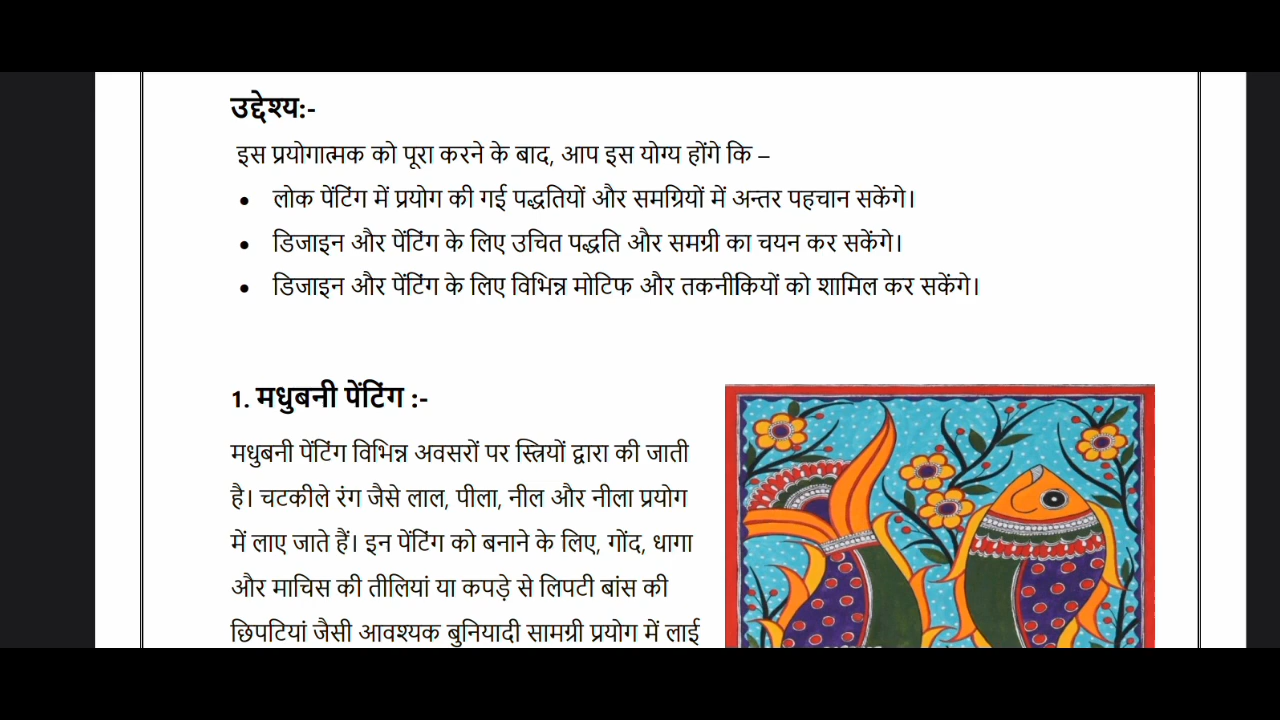 उद्देश्य:-
इस प्रयोगात्मक को पूरा करने के बाद, आप इस योग्य होंगे कि –
• लोक पेंटिंग में प्रयोग की गई पद्धतियों और समग्रियों में अन्तर पहचान सकेंगे।
• डिजाइन और पेंटिंग के लिए उचित पद्धति और समग्री का चयन कर सकेंगे।
• डिजाइन और पेंटिंग के लिए विभिन्न मोटिफ और तकनीकियों को शामिल कर सकेंगे।
1. मधुबनी पेंटिंग :-
मधुबनी पेंटिंग विभिन्न अवसरों पर स्त्रियों द्वारा की जाती
है। चटकीले रंग जैसे लाल, पीला, नील और नीला प्रयोग
में लाए जाते हैं। इन पेंटिंग को बनाने के लिए, गोंद, धागा
और माचिस की तीलियां या कपड़े से लिपटी बांस की
छिपटियां जैसी आवश्यक बुनियादी सामग्री प्रयोग में लाई